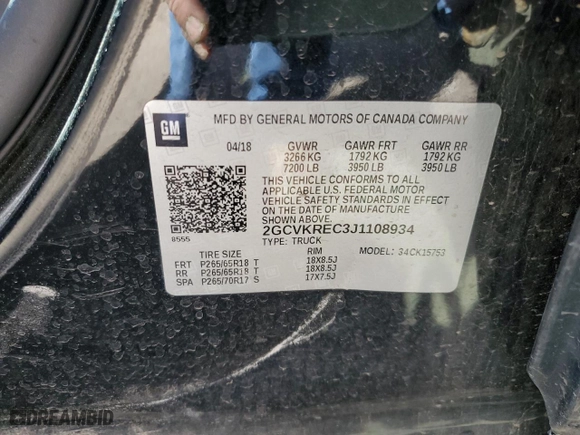 GM
MFD BY GENERAL MOTORS OF CANADA COMPANY
04/18 GVWR GAWR FRT GAWR RR
3266 KG 1792 KG 1792 KG
7200 LB 3950 LB 3950 LB
THIS VEHICLE CONFORMS TO ALL
APPLICABLE U.S. FEDERAL MOTOR
VEHICLE SAFETY STANDARDS IN EFFECT
ON THE DATE OF MANUFACTURE
SHOWN ABOVE.
8555
2GCVKREC3J1108934
TYPE: TRUCK MODEL: 34CK15753
TIRE SIZE RIM
FRT P265/65R18 T 18X8.5J
RR P265/65R18 T 18X8.5J
SPA P265/70R17 S 17X7.5J
DREAMBID